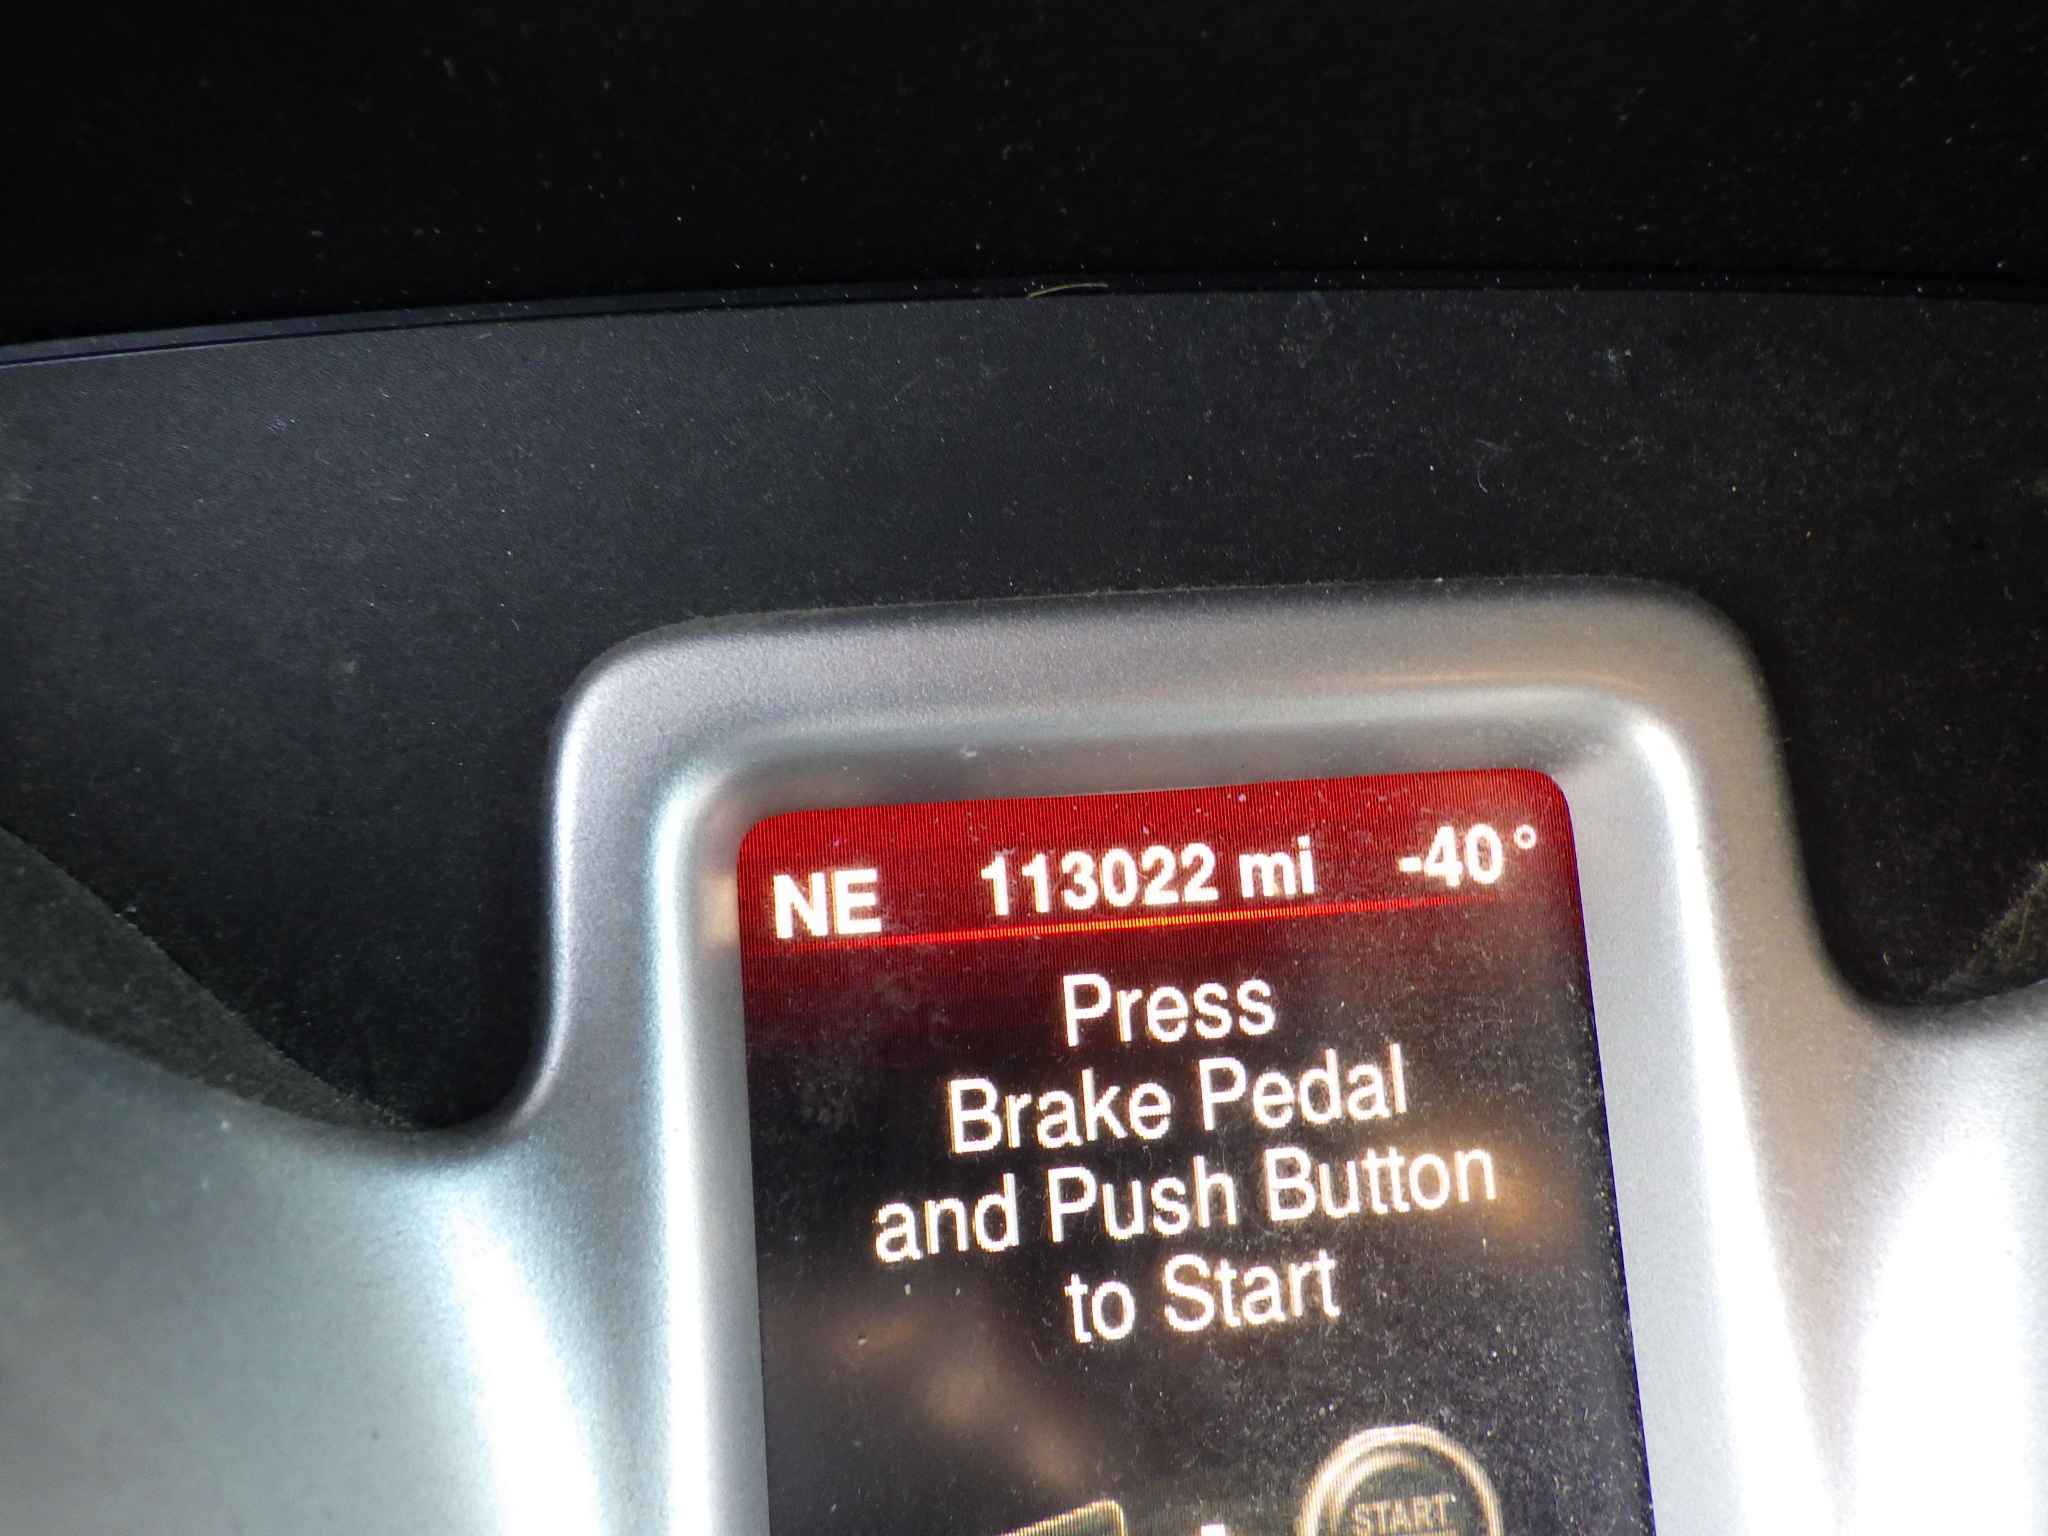 NE 113022 mi -40°
Press
Brake Pedal
and Push Button
to Start
START